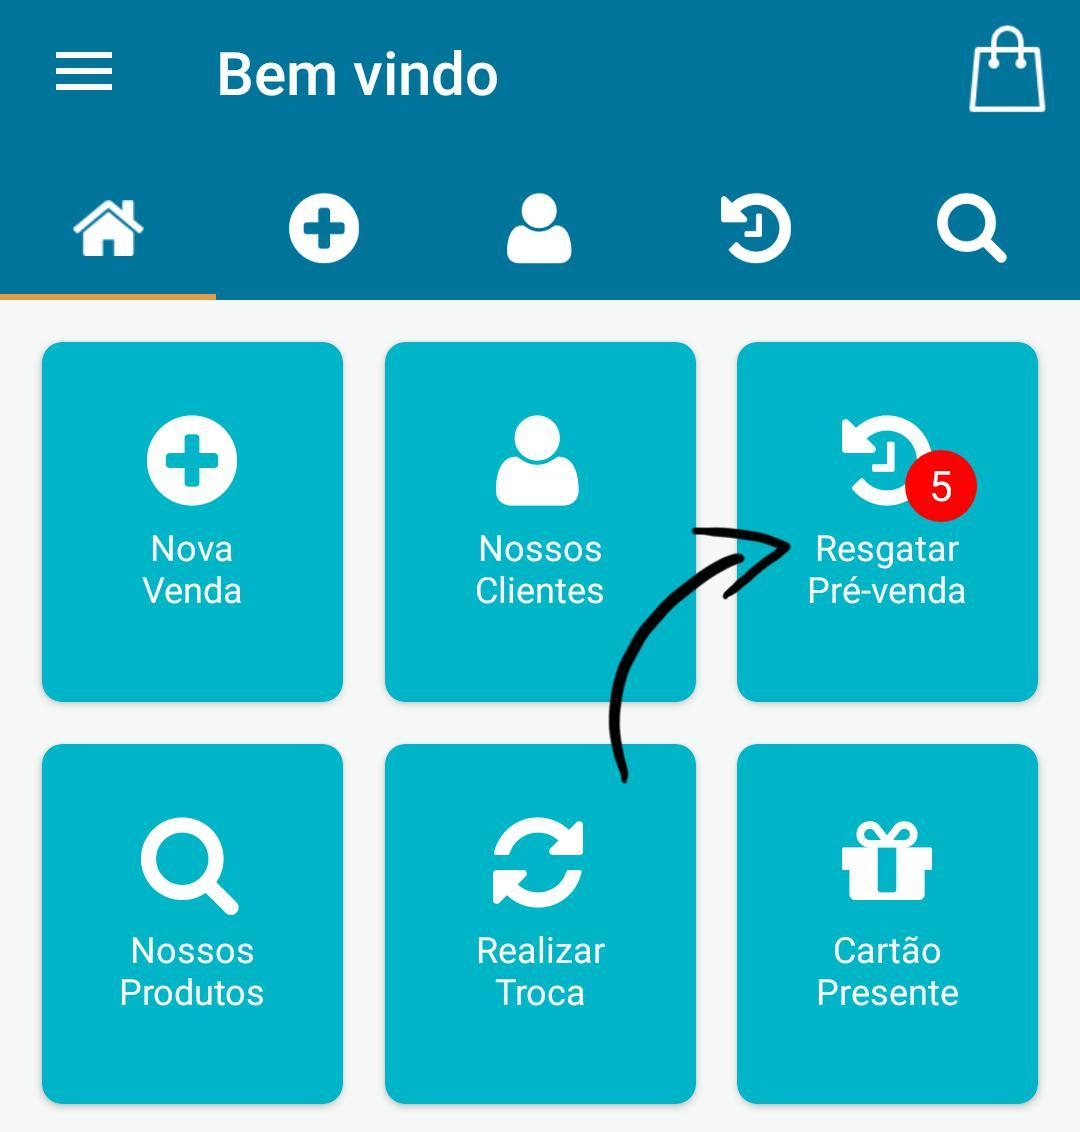 Bem vindo
Nova
Venda
Nossos
Clientes
5
Resgatar
Pré-venda
Nossos
Produtos
Realizar
Troca
Cartão
Presente